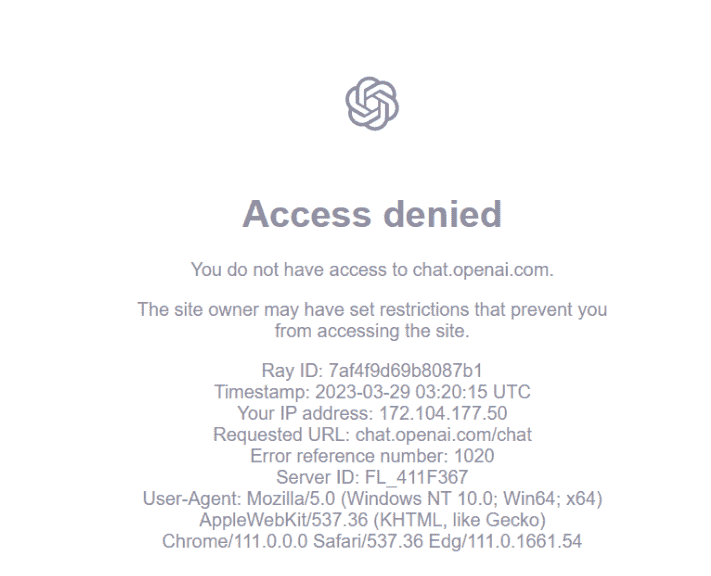 Access denied
You do not have access to chat.openai.com.
The site owner may have set restrictions that prevent you
from accessing the site.
Ray ID: 7af4f9d69b8087b1
Timestamp: 2023-03-29 03:20:15 UTC
Your IP address: 172.104.177.50
Requested URL: chat.openai.com/chat
Error reference number: 1020
Server ID: FL_411F367
User-Agent: Mozilla/5.0 (Windows NT 10.0; Win64; x64)
AppleWebKit/537.36 (KHTML, like Gecko)
Chrome/111.0.0.0 Safari/537.36 Edg/111.0.1661.54